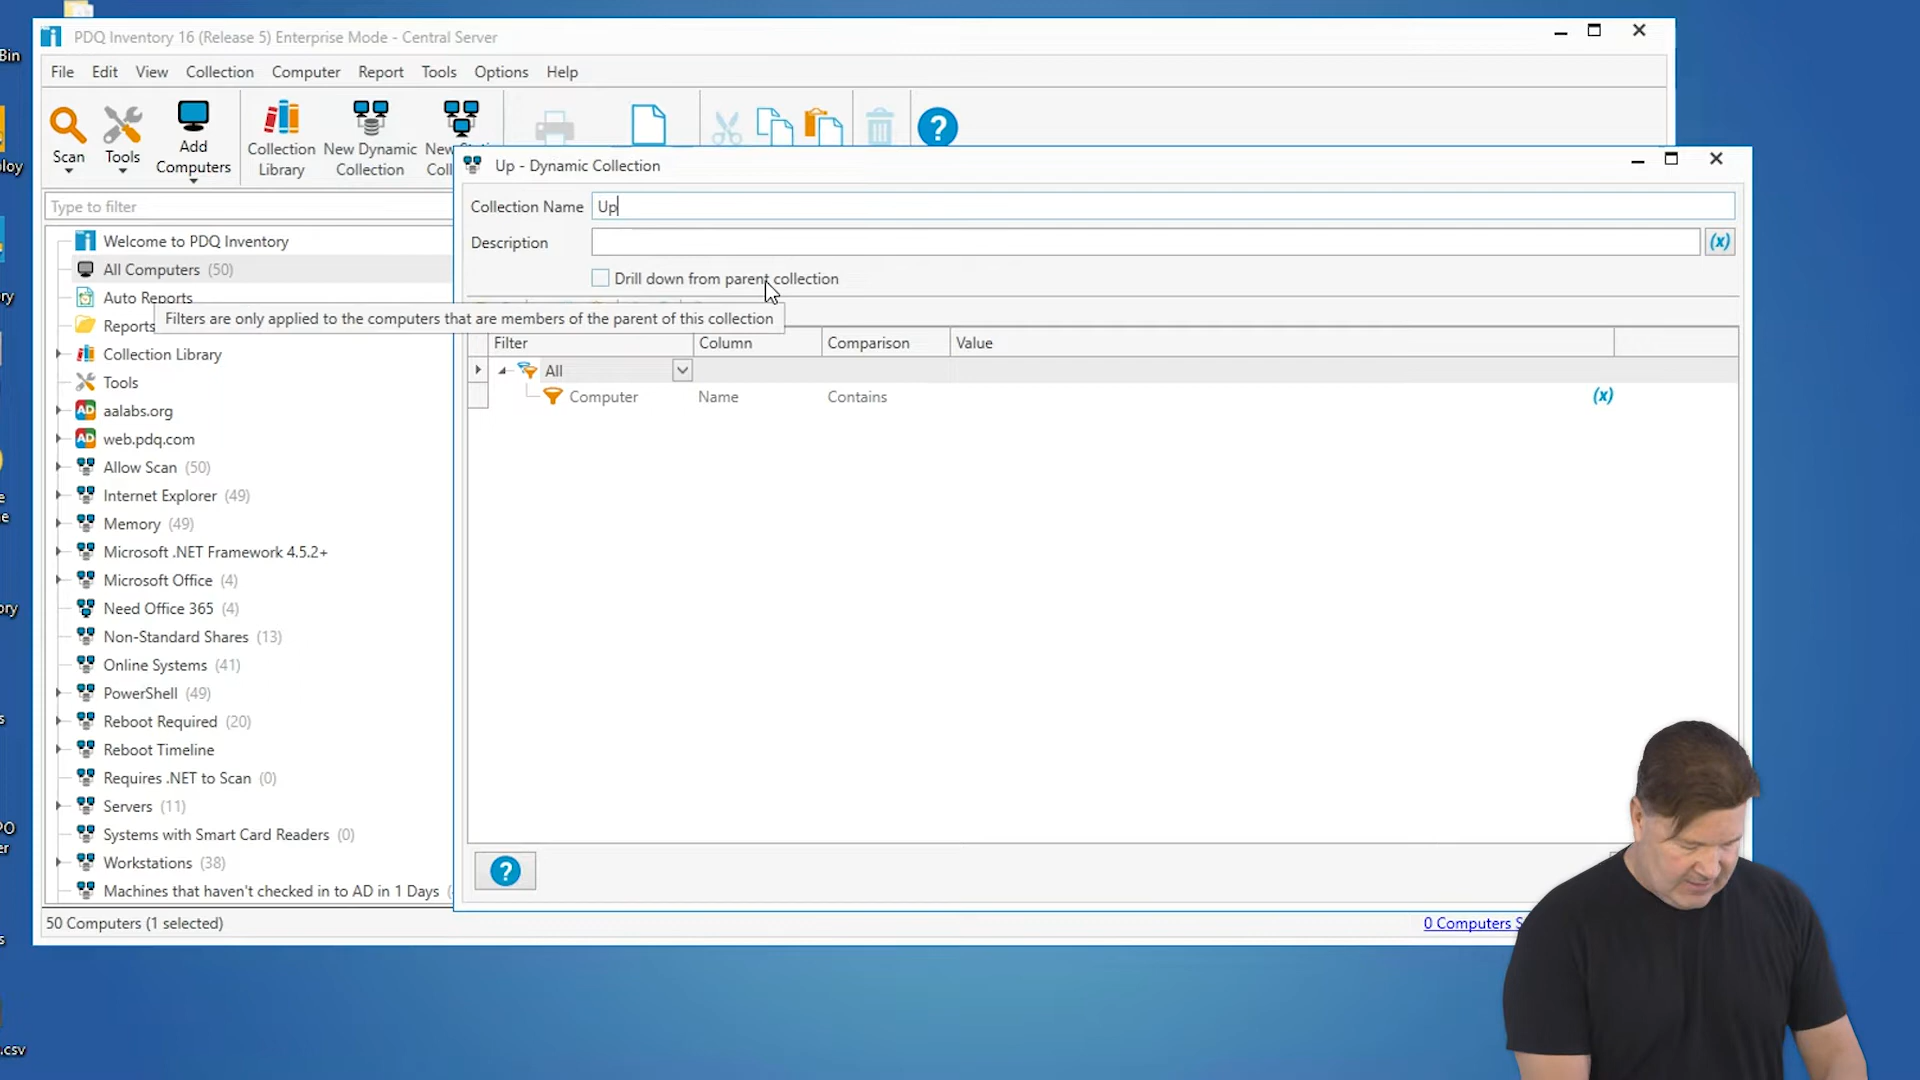 Bin
PDQ Inventory 16 (Release 5) Enterprise Mode - Central Server
File Edit View Collection Computer Report Tools Options Help
Scan
Tools
Add Computers
Collection Library
New Dynamic Collection
Up - Dynamic Collection
Collection Name Up
Description
(x)
Drill down from parent collection
Filters are only applied to the computers that are members of the parent of this collection
Filter Column Comparison Value
All
Computer Name Contains (x)
?
?
Type to filter
Welcome to PDQ Inventory
All Computers (50)
Auto Reports
Reports
Collection Library
Tools
AD aalabs.org
AD web.pdq.com
Allow Scan (50)
Internet Explorer (49)
Memory (49)
Microsoft .NET Framework 4.5.2+
Microsoft Office (4)
Need Office 365 (4)
Non-Standard Shares (13)
Online Systems (41)
PowerShell (49)
Reboot Required (20)
Reboot Timeline
Requires .NET to Scan (0)
Servers (11)
Systems with Smart Card Readers (0)
Workstations (38)
Machines that haven't checked in to AD in 1 Days
50 Computers (1 selected)
0 Computers S
.csv